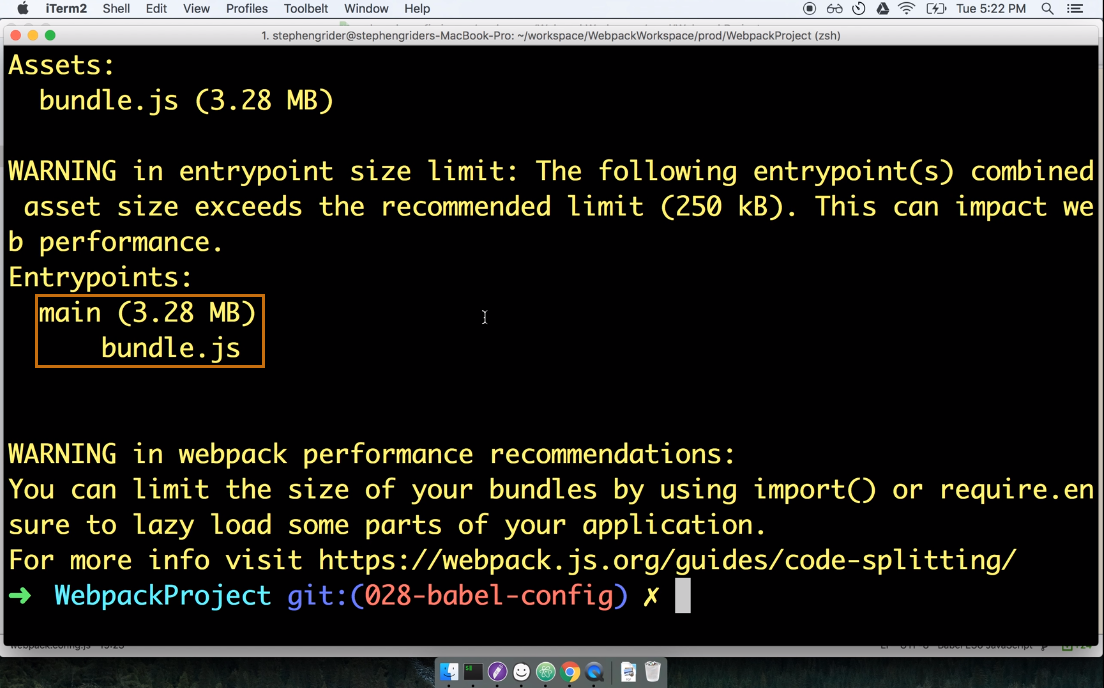 iTerm2 Shell Edit View Profiles Toolbelt Window Help Tue 5:22 PM
1. stephengrider@stephengriders-MacBook-Pro: ~/workspace/WebpackWorkspace/prod/WebpackProject (zsh)
Assets:
bundle.js (3.28 MB)
WARNING in entrypoint size limit: The following entrypoint(s) combined
asset size exceeds the recommended limit (250 kB). This can impact we
b performance.
Entrypoints:
main (3.28 MB)
bundle.js
WARNING in webpack performance recommendations:
You can limit the size of your bundles by using import() or require.en
sure to lazy load some parts of your application.
For more info visit https://webpack.js.org/guides/code-splitting/
➜ WebpackProject git:(028-babel-config) ✗